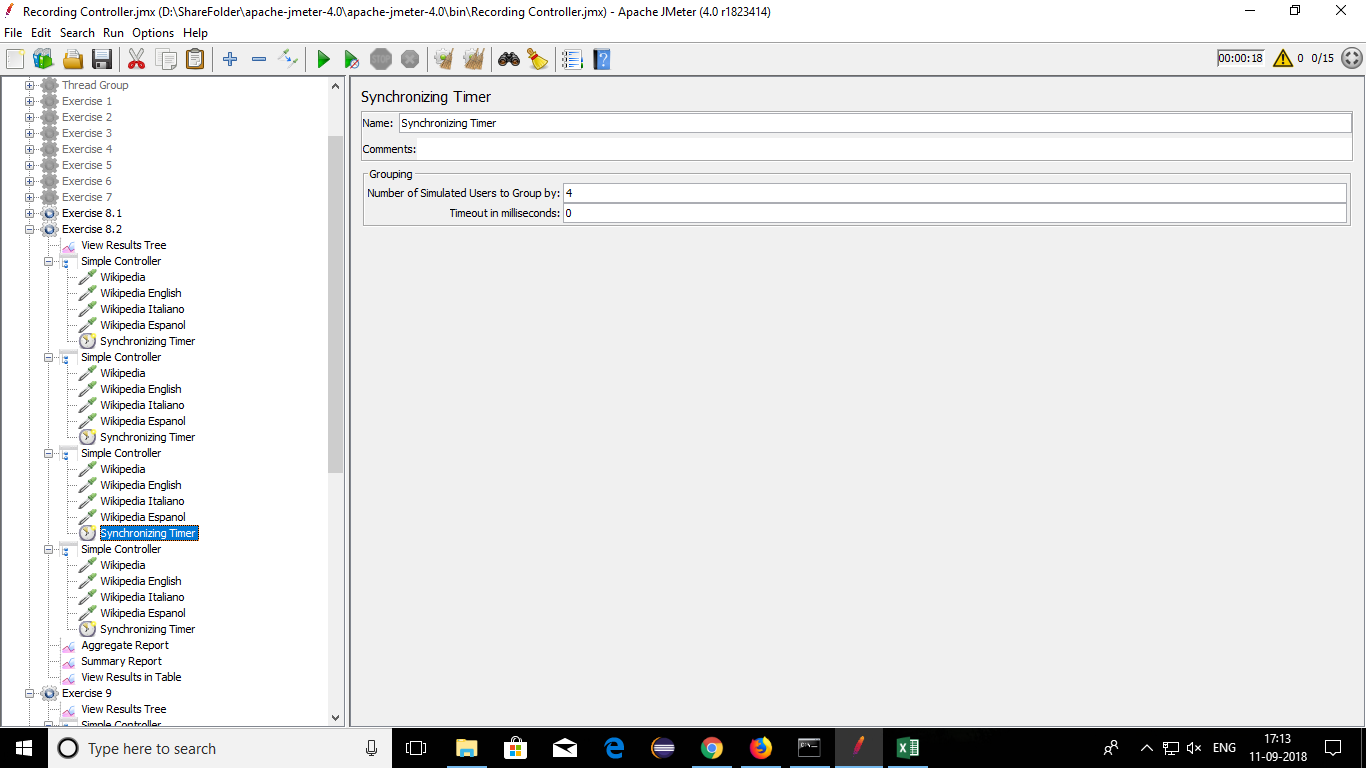 Recording Controller.jmx (D:\ShareFolder\apache-jmeter-4.0\apache-jmeter-4.0\bin\Recording Controller.jmx) - Apache JMeter (4.0 r1823414)
File Edit Search Run Options Help
STOP
00:00:18 0 0/15
Thread Group
Exercise 1
Exercise 2
Exercise 3
Exercise 4
Exercise 5
Exercise 6
Exercise 7
Exercise 8.1
Exercise 8.2
View Results Tree
Simple Controller
Wikipedia
Wikipedia English
Wikipedia Italiano
Wikipedia Espanol
Synchronizing Timer
Simple Controller
Wikipedia
Wikipedia English
Wikipedia Italiano
Wikipedia Espanol
Synchronizing Timer
Simple Controller
Wikipedia
Wikipedia English
Wikipedia Italiano
Wikipedia Espanol
Synchronizing Timer
Simple Controller
Wikipedia
Wikipedia English
Wikipedia Italiano
Wikipedia Espanol
Synchronizing Timer
Aggregate Report
Summary Report
View Results in Table
Exercise 9
View Results Tree
Simple Controller
Synchronizing Timer
Name: Synchronizing Timer
Comments:
Grouping
Number of Simulated Users to Group by: 4
Timeout in milliseconds: 0
Type here to search
ENG
17:13
11-09-2018